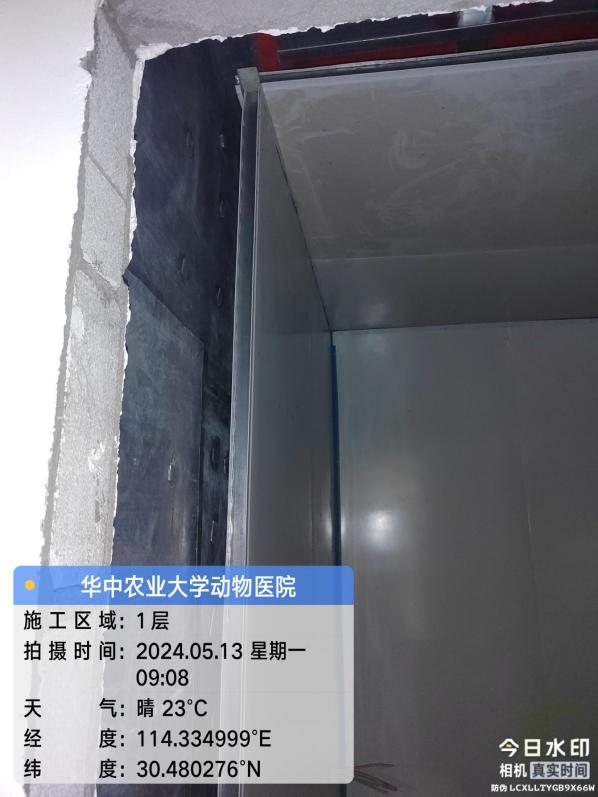 华中农业大学动物医院
施工区域：1层
拍摄时间：2024.05.13 星期一
09:08
天 气：晴 23°C
经 度：114.334999°E
纬 度：30.480276°N
今日水印
相机 真实时间
防伪 LCXLLTYGB9X66W